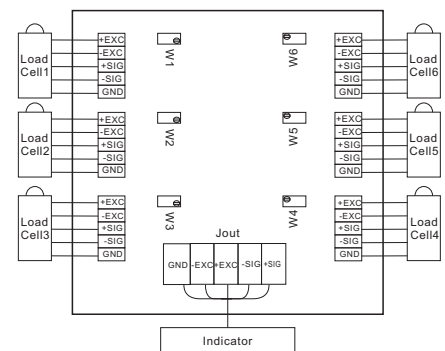 Load
Cell1
+EXC
-EXC
+SIG
-SIG
GND
W1
W6
+EXC
-EXC
+SIG
-SIG
GND
Load
Cell6
Load
Cell2
+EXC
-EXC
+SIG
-SIG
GND
W2
W5
+EXC
-EXC
+SIG
-SIG
GND
Load
Cell5
Load
Cell3
+EXC
-EXC
+SIG
-SIG
GND
W3
W4
+EXC
-EXC
+SIG
-SIG
GND
Load
Cell4
Jout
GND -EXC +EXC -SIG +SIG
Indicator